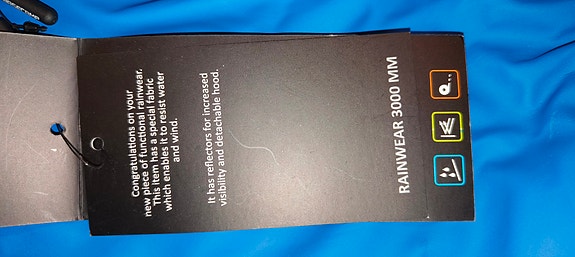 Congratulations on your
new piece of functional rainwear.
This item has a special fabric
which enables it to resist water
and wind.
It has reflectors for increased
visibility and detachable hood.
RAINWEAR 3000 MM